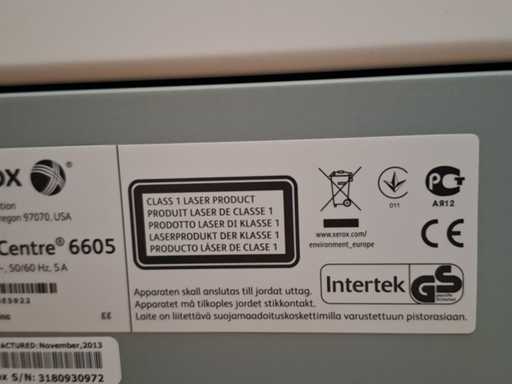 ox ®
tion
regon 97070, USA
Centre® 6605
50/60 Hz, 5 A
EE
CLASS 1 LASER PRODUCT
PRODUIT LASER DE CLASSE 1
PRODOTTO LASER DI KLASSE 1
LASERPRODUKT DER KLASSE 1
PRODUCTO LÁSER DE CLASE 1
www.xerox.com/
environment_europe
011
АЯ12
CE
Intertek
GS
Apparaten skall anslutas till jordat uttag.
Apparatet må tilkoples jordet stikkontakt.
Laite on liitettävä suojamaadoituskoskettimilla varustettuun pistorasiaan.
ACTURED:November,2013
ox S/N: 3180930972